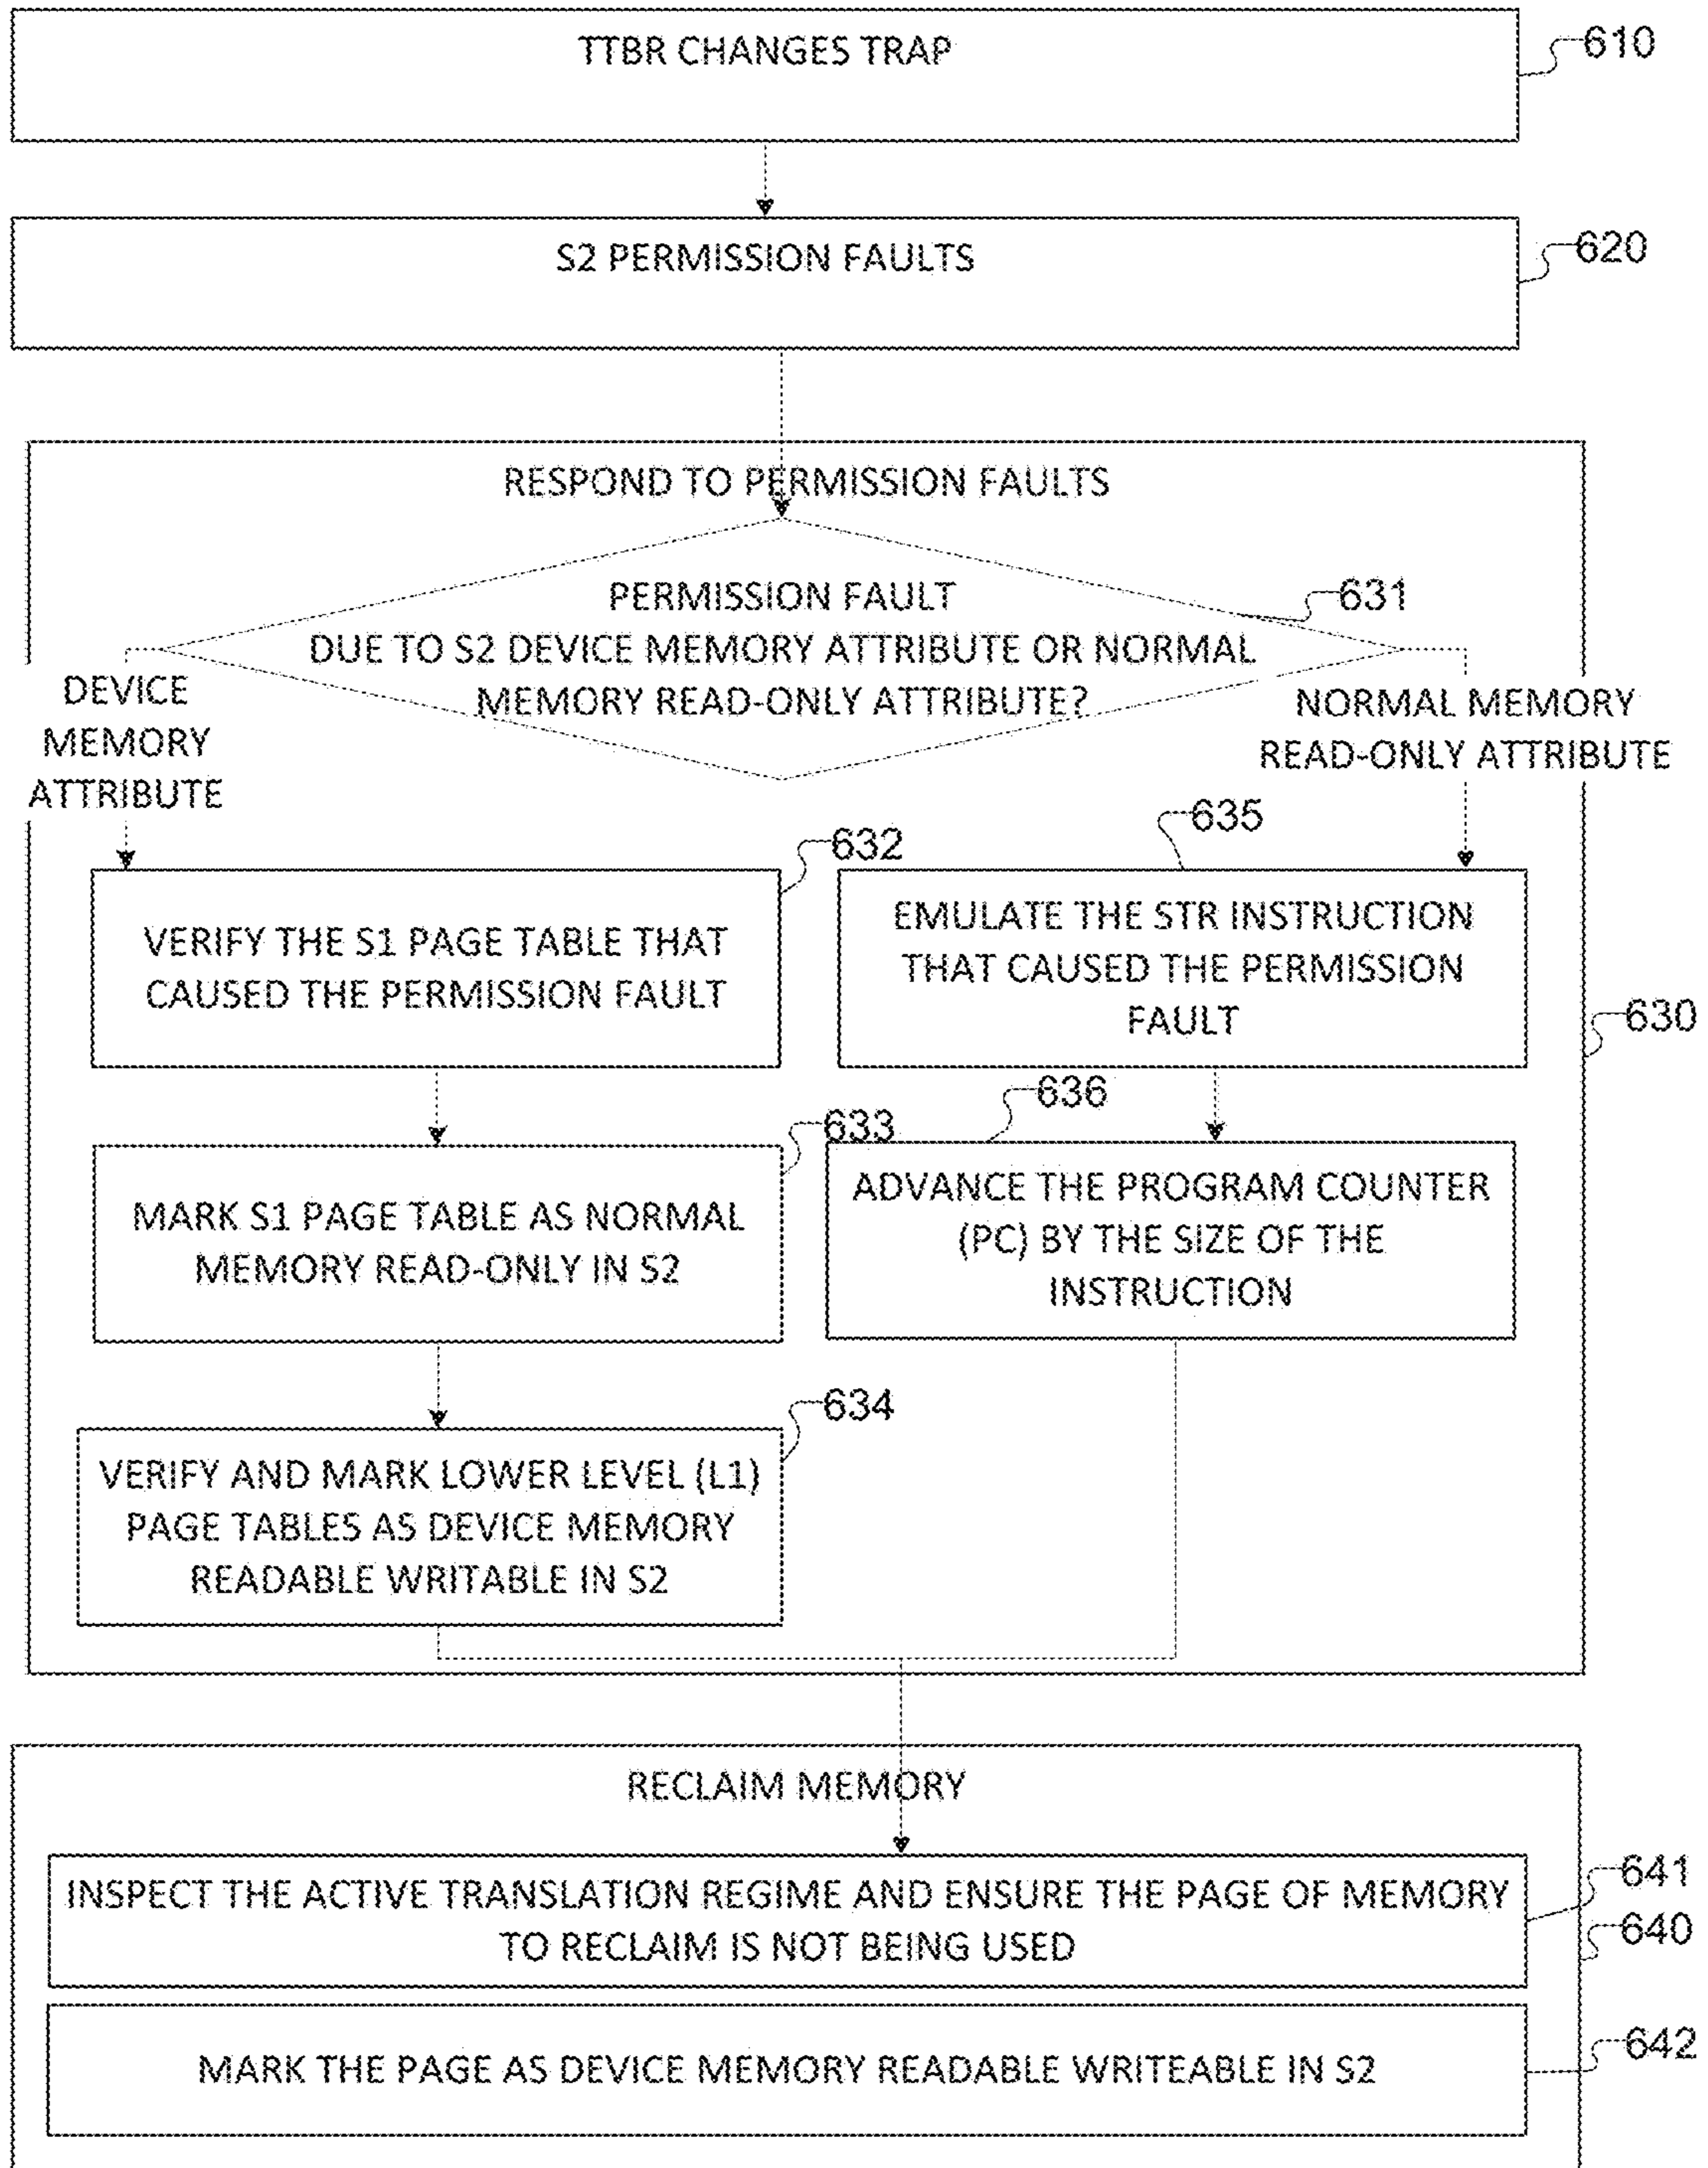 TTBR CHANGES TRAP
610
S2 PERMISSION FAULTS
620
RESPOND TO PERMISSION FAULTS
PERMISSION FAULT
DUE TO S2 DEVICE MEMORY ATTRIBUTE OR NORMAL
MEMORY READ-ONLY ATTRIBUTE?
631
DEVICE
MEMORY
ATTRIBUTE
NORMAL MEMORY
READ-ONLY ATTRIBUTE
632
635
VERIFY THE S1 PAGE TABLE THAT
CAUSED THE PERMISSION FAULT
EMULATE THE STR INSTRUCTION
THAT CAUSED THE PERMISSION
FAULT
630
633
636
MARK S1 PAGE TABLE AS NORMAL
MEMORY READ-ONLY IN S2
ADVANCE THE PROGRAM COUNTER
(PC) BY THE SIZE OF THE
INSTRUCTION
634
VERIFY AND MARK LOWER LEVEL (L1)
PAGE TABLES AS DEVICE MEMORY
READABLE WRITABLE IN S2
RECLAIM MEMORY
INSPECT THE ACTIVE TRANSLATION REGIME AND ENSURE THE PAGE OF MEMORY
TO RECLAIM IS NOT BEING USED
641
640
MARK THE PAGE AS DEVICE MEMORY READABLE WRITEABLE IN S2
642